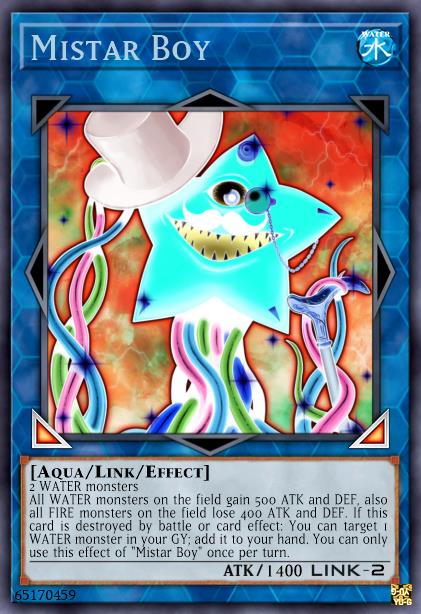 Mistar Boy
WATER
水
[Aqua/Link/Effect]
2 WATER monsters
All WATER monsters on the field gain 500 ATK and DEF, also
all FIRE monsters on the field lose 400 ATK and DEF. If this
card is destroyed by battle or card effect: You can target 1
WATER monster in your GY; add it to your hand. You can only
use this effect of "Mistar Boy" once per turn.
ATK/1400 LINK-2
65170459